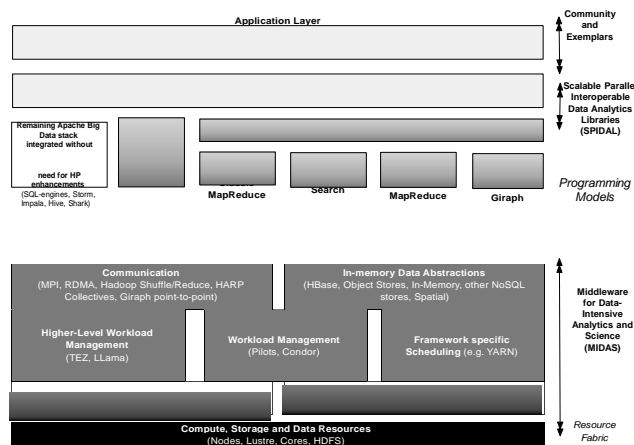 Application Layer
Community
and
Exemplars
Scalable Paralle
Interoperable
Data Analytics
Libraries
(SPIDAL)
Remaining Apache Big
Data stack
integrated without
need for HP
enhancements
(SQL-engines, Storm,
Impala, Hive, Shark)
MapReduce
Search
MapReduce
Giraph
Programming
Models
Communication
(MPI, RDMA, Hadoop Shuffle/Reduce, HARP
Collectives, Giraph point-to-point)
In-memory Data Abstractions
(HBase, Object Stores, In-Memory, other NoSQL
stores, Spatial)
Higher-Level Workload
Management
(TEZ, LLama)
Workload Management
(Pilots, Condor)
Framework specific
Scheduling (e.g. YARN)
Middleware
for Data-
Intensive
Analytics and
Science
(MIDAS)
Compute, Storage and Data Resources
(Nodes, Lustre, Cores, HDFS)
Resource
Fabric